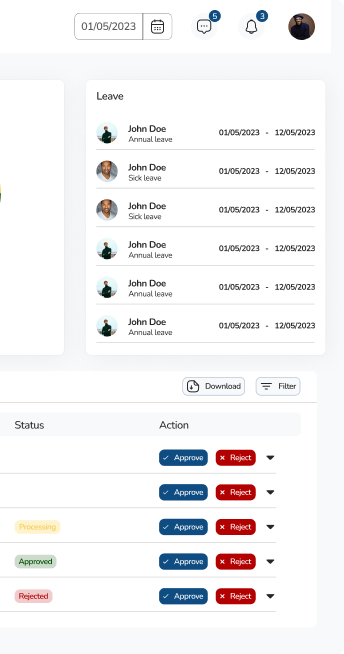 01/05/2023
5
3
Leave
John Doe
Annual leave
01/05/2023 - 12/05/2023
John Doe
Sick leave
01/05/2023 - 12/05/2023
John Doe
Sick leave
01/05/2023 - 12/05/2023
John Doe
Annual leave
01/05/2023 - 12/05/2023
John Doe
Annual leave
01/05/2023 - 12/05/2023
John Doe
Annual leave
01/05/2023 - 12/05/2023
Download Filter
Status Action
Approve Reject
Approve Reject
Processing Approve Reject
Approved Approve Reject
Rejected Approve Reject